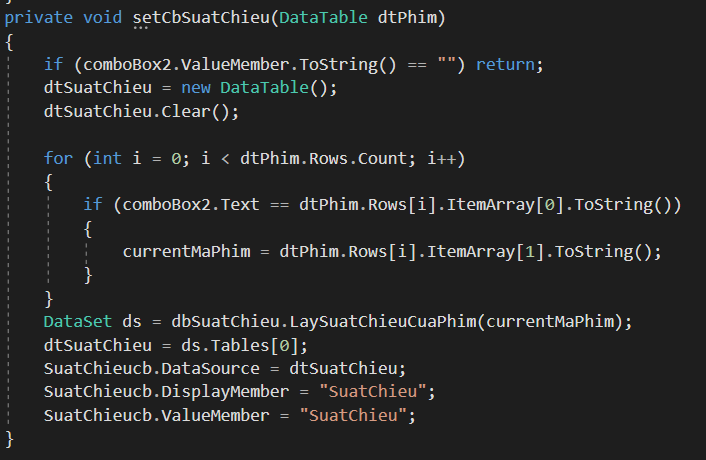 private void setCbSuatChieu(DataTable dtPhim)
{
if (comboBox2.ValueMember.ToString() == "") return;
dtSuatChieu = new DataTable();
dtSuatChieu.Clear();
for (int i = 0; i < dtPhim.Rows.Count; i++)
{
if (comboBox2.Text == dtPhim.Rows[i].ItemArray[0].ToString())
{
currentMaPhim = dtPhim.Rows[i].ItemArray[1].ToString();
}
}
DataSet ds = dbSuatChieu.LaySuatChieuCuaPhim(currentMaPhim);
dtSuatChieu = ds.Tables[0];
SuatChieucb.DataSource = dtSuatChieu;
SuatChieucb.DisplayMember = "SuatChieu";
SuatChieucb.ValueMember = "SuatChieu";
}